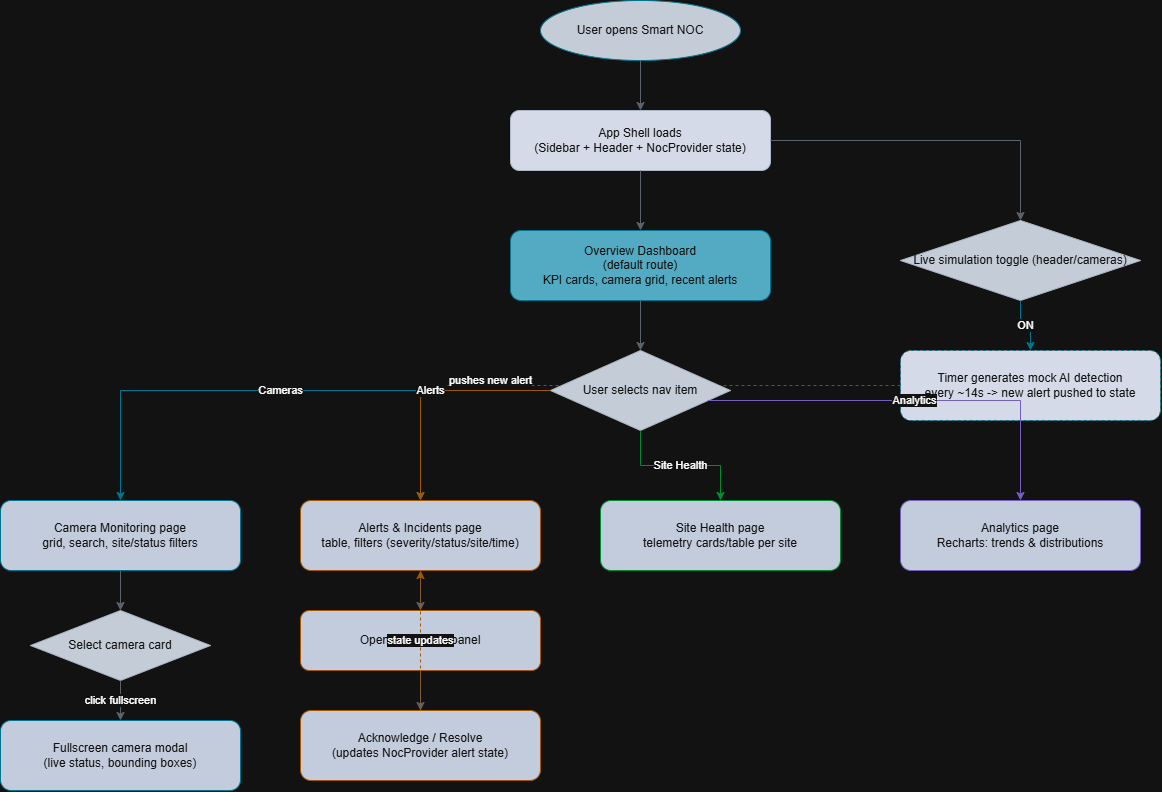 User opens Smart NOC
App Shell loads
(Sidebar + Header + NocProvider state)
Overview Dashboard
(default route)
KPI cards, camera grid, recent alerts
Live simulation toggle (header/cameras)
ON
Timer generates mock AI detection
every ~14s -> new alert pushed to state
pushes new alert
User selects nav item
Cameras
Alerts
Analytics
Site Health
Camera Monitoring page
grid, search, site/status filters
Alerts & Incidents page
table, filters (severity/status/site/time)
Site Health page
telemetry cards/table per site
Analytics page
Recharts: trends & distributions
Select camera card
state updates
click fullscreen
Fullscreen camera modal
(live status, bounding boxes)
Acknowledge / Resolve
(updates NocProvider alert state)